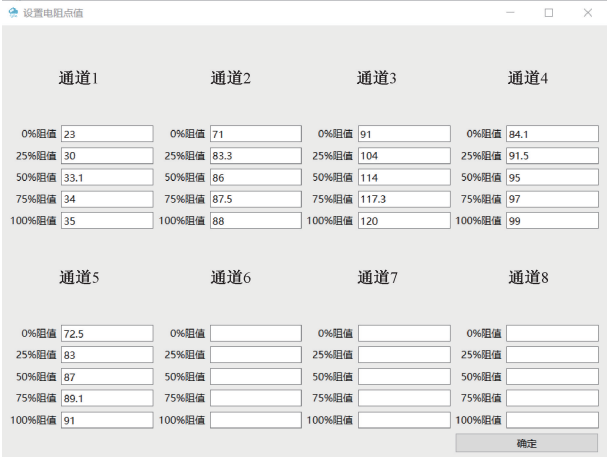 设置电阻点值
通道1 通道2 通道3 通道4
0%阻值 23 0%阻值 71 0%阻值 91 0%阻值 84.1
25%阻值 30 25%阻值 83.3 25%阻值 104 25%阻值 91.5
50%阻值 33.1 50%阻值 86 50%阻值 114 50%阻值 95
75%阻值 34 75%阻值 87.5 75%阻值 117.3 75%阻值 97
100%阻值 35 100%阻值 88 100%阻值 120 100%阻值 99
通道5 通道6 通道7 通道8
0%阻值 72.5 0%阻值 0%阻值 0%阻值
25%阻值 83 25%阻值 25%阻值 25%阻值
50%阻值 87 50%阻值 50%阻值 50%阻值
75%阻值 89.1 75%阻值 75%阻值 75%阻值
100%阻值 91 100%阻值 100%阻值 100%阻值
确定